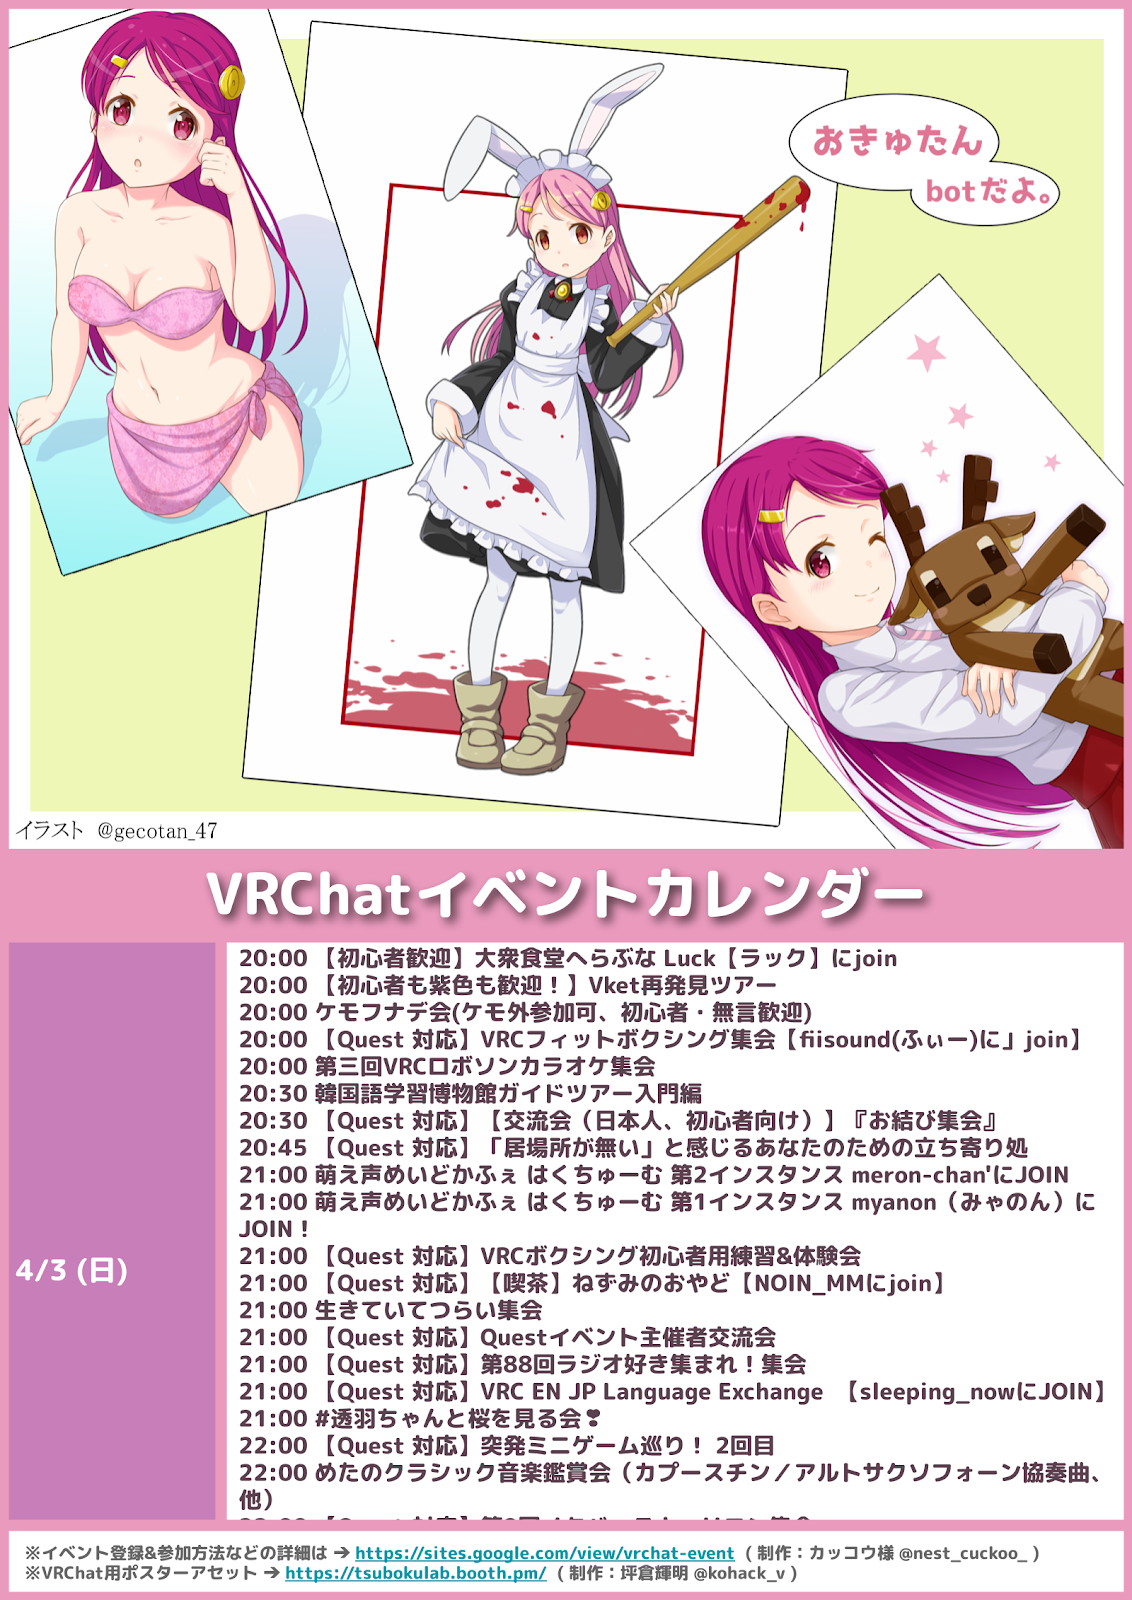 おきゅたん
botだよ。
イラスト @gecotan_47
VRChatイベントカレンダー
4/3 (日)
20:00 【初心者歓迎】大衆食堂へらぶな Luck【ラック】にjoin
20:00 【初心者も紫色も歓迎！】Vket再発見ツアー
20:00 ケモフナデ会(ケモ外参加可、初心者・無言歓迎)
20:00 【Quest 対応】VRCフィットボクシング集会【fiisound(ふぃー)に」join】
20:00 第三回VRCロボソンカラオケ集会
20:30 韓国語学習博物館ガイドツアー入門編
20:30 【Quest 対応】【交流会（日本人、初心者向け）】『お結び集会』
20:45 【Quest 対応】「居場所が無い」と感じるあなたのための立ち寄り処
21:00 萌え声めいどかふぇ はくちゅーむ 第2インスタンス meron-chan'にJOIN
21:00 萌え声めいどかふぇ はくちゅーむ 第1インスタンス myanon（みゃのん）に
JOIN！
21:00 【Quest 対応】VRCボクシング初心者用練習&体験会
21:00 【Quest 対応】【喫茶】ねずみのおやど【NOIN_MMにjoin】
21:00 生きていてつらい集会
21:00 【Quest 対応】Questイベント主催者交流会
21:00 【Quest 対応】第88回ラジオ好き集まれ！集会
21:00 【Quest 対応】VRC EN JP Language Exchange 【sleeping_nowにJOIN】
21:00 #透羽ちゃんと桜を見る会❣
22:00 【Quest 対応】突発ミニゲーム巡り！ 2回目
22:00 めたのクラシック音楽鑑賞会（カプースチン／アルトサクソフォーン協奏曲、
他）
※イベント登録&参加方法などの詳細は ➔ https://sites.google.com/view/vrchat-event （ 制作：カッコウ様 @nest_cuckoo_ ）
※VRChat用ポスターアセット ➔ https://tsubokulab.booth.pm/ （ 制作：坪倉輝明 @kohack_v ）